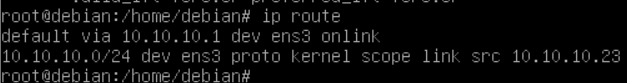 root@debian:/home/debian# ip route
default via 10.10.10.1 dev ens3 onlink
10.10.10.0/24 dev ens3 proto kernel scope link src 10.10.10.23
root@debian:/home/debian#